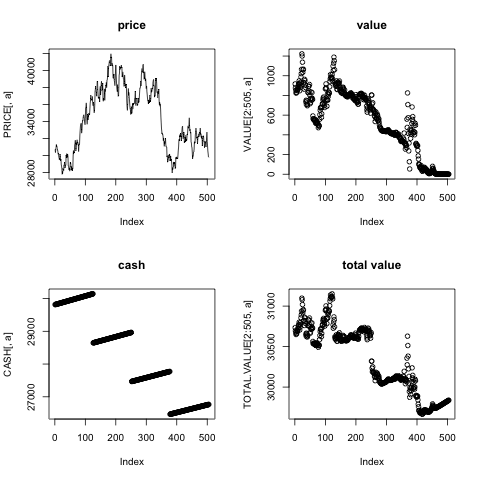 price
PRICE[, a]
28000 34000 40000
0 100 200 300 400 500
Index
value
VALUE[2:505, a]
0 200 600 1000
0 100 200 300 400 500
Index
cash
CASH[, a]
27000 29000
0 100 200 300 400 500
Index
total value
TOTAL.VALUE[2:505, a]
30000 30500 31000
0 100 200 300 400 500
Index